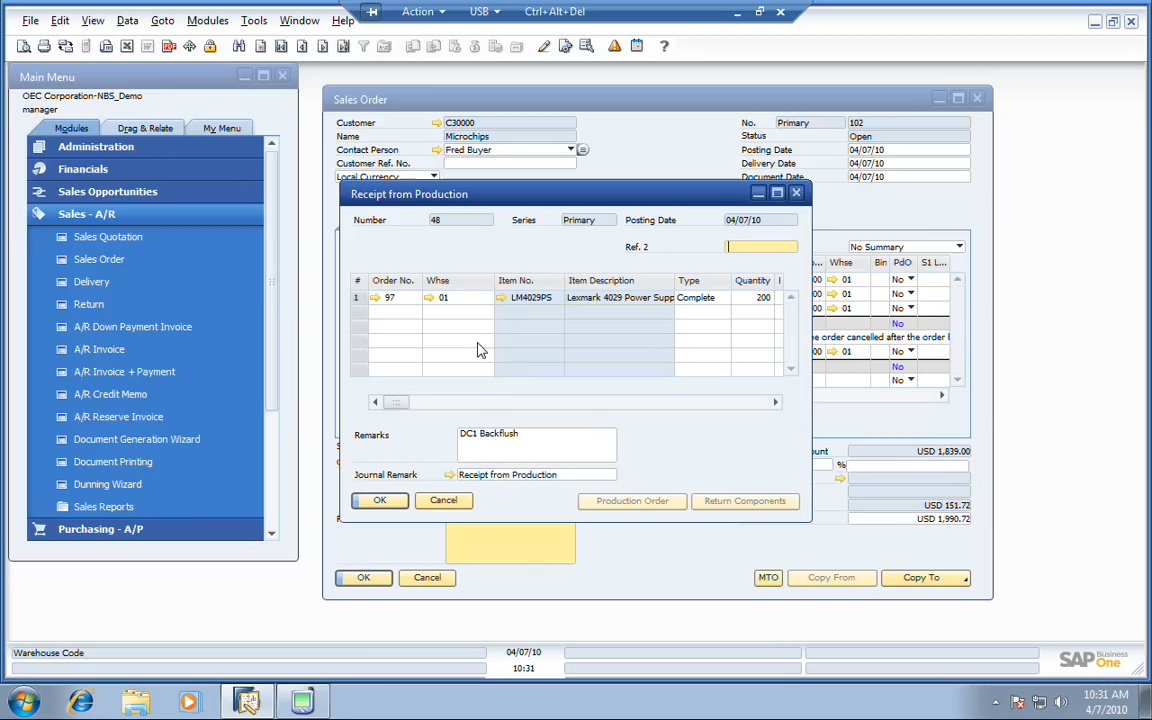 Action USB Ctrl+Alt+Del
File Edit View Data Goto Modules Tools Window Help
Main Menu
OEC Corporation-NBS_Demo
manager
Modules Drag & Relate My Menu
Administration
Financials
Sales Opportunities
Sales - A/R
Sales Quotation
Sales Order
Delivery
Return
A/R Down Payment Invoice
A/R Invoice
A/R Invoice + Payment
A/R Credit Memo
A/R Reserve Invoice
Document Generation Wizard
Document Printing
Dunning Wizard
Sales Reports
Purchasing - A/P
Sales Order
Customer C30000 No. Primary 102
Name Microchips Status Open
Contact Person Fred Buyer Posting Date 04/07/10
Customer Ref. No. Delivery Date 04/07/10
Local Currency Document Date 04/07/10
No Summary
Whse Bin PdO S1 L...
00 01 No
00 01 No
00 01 No
No
he order cancelled after the order l
00 01 No
No
No
ount USD 1,839.00
%
USD 151.72
USD 1,990.72
OK Cancel MTO Copy From Copy To
Receipt from Production
Number 48 Series Primary Posting Date 04/07/10
Ref. 2
# Order No. Whse Item No. Item Description Type Quantity
1 97 01 LM4029PS Lexmark 4029 Power Supp Complete 200
Remarks DC1 Backflush
Journal Remark Receipt from Production
OK Cancel Production Order Return Components
Warehouse Code 04/07/10
10:31
SAP Business One
10:31 AM
4/7/2010